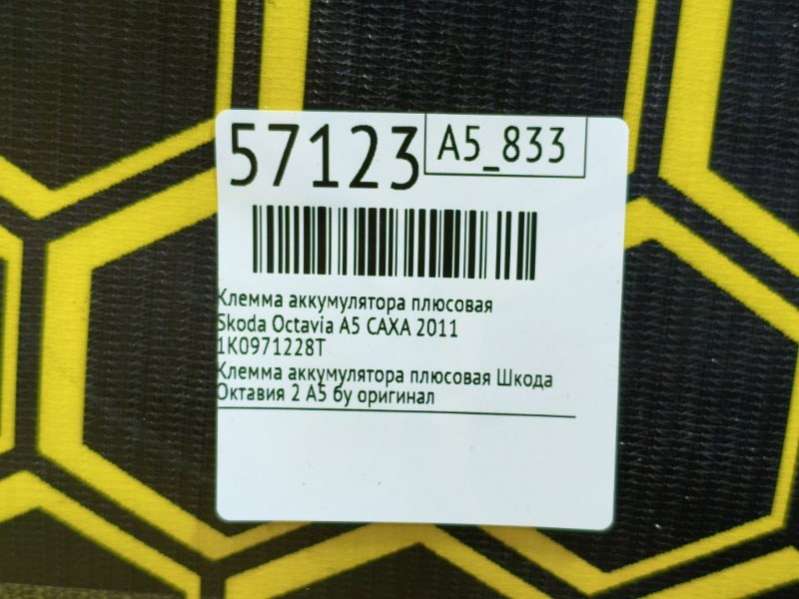 57123
A5_833
Клемма аккумулятора плюсовая
Skoda Octavia A5 CAXA 2011
1K0971228T
Клемма аккумулятора плюсовая Шкода
Октавия 2 А5 бу оригинал